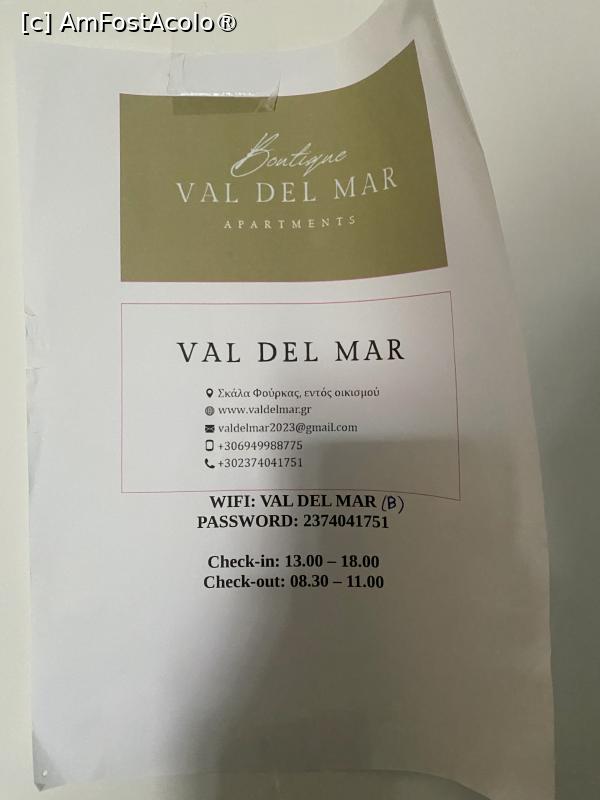 [c] AmFostAcolo®
Boutique
VAL DEL MAR
APARTMENTS
VAL DEL MAR
Σκάλα Φούρκας, εντός οικισμού
www.valdelmar.gr
valdelmar2023@gmail.com
+306949988775
+302374041751
WIFI: VAL DEL MAR (B)
PASSWORD: 2374041751
Check-in: 13.00 – 18.00
Check-out: 08.30 – 11.00